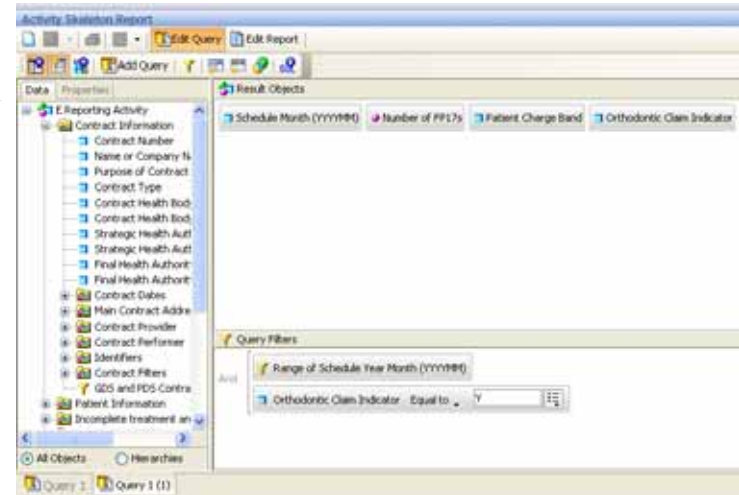 Activity Skeleton Report
Edit Query Edit Report
Add Query
Data Properties
Result Objects
E Reporting Activity
Contract Information
Contract Number
Name or Company N
Purpose of Contract
Contract Type
Contract Health Bod
Contract Health Bod
Strategic Health Aut
Strategic Health Aut
Final Health Authorit
Final Health Authorit
Contract Dates
Main Contract Addre
Contract Provider
Contract Performer
Identifiers
Contract Filters
GDS and PDS Contra
Patient Information
Incomplete treatment an
All Objects Hierarchies
Schedule Month (YYYYMM) Number of FP17s Patient Charge Band Orthodontic Claim Indicator
Query Filters
And
Range of Schedule Year Month (YYYYMM)
Orthodontic Claim Indicator Equal to Y
Query 1 Query 1 (1)